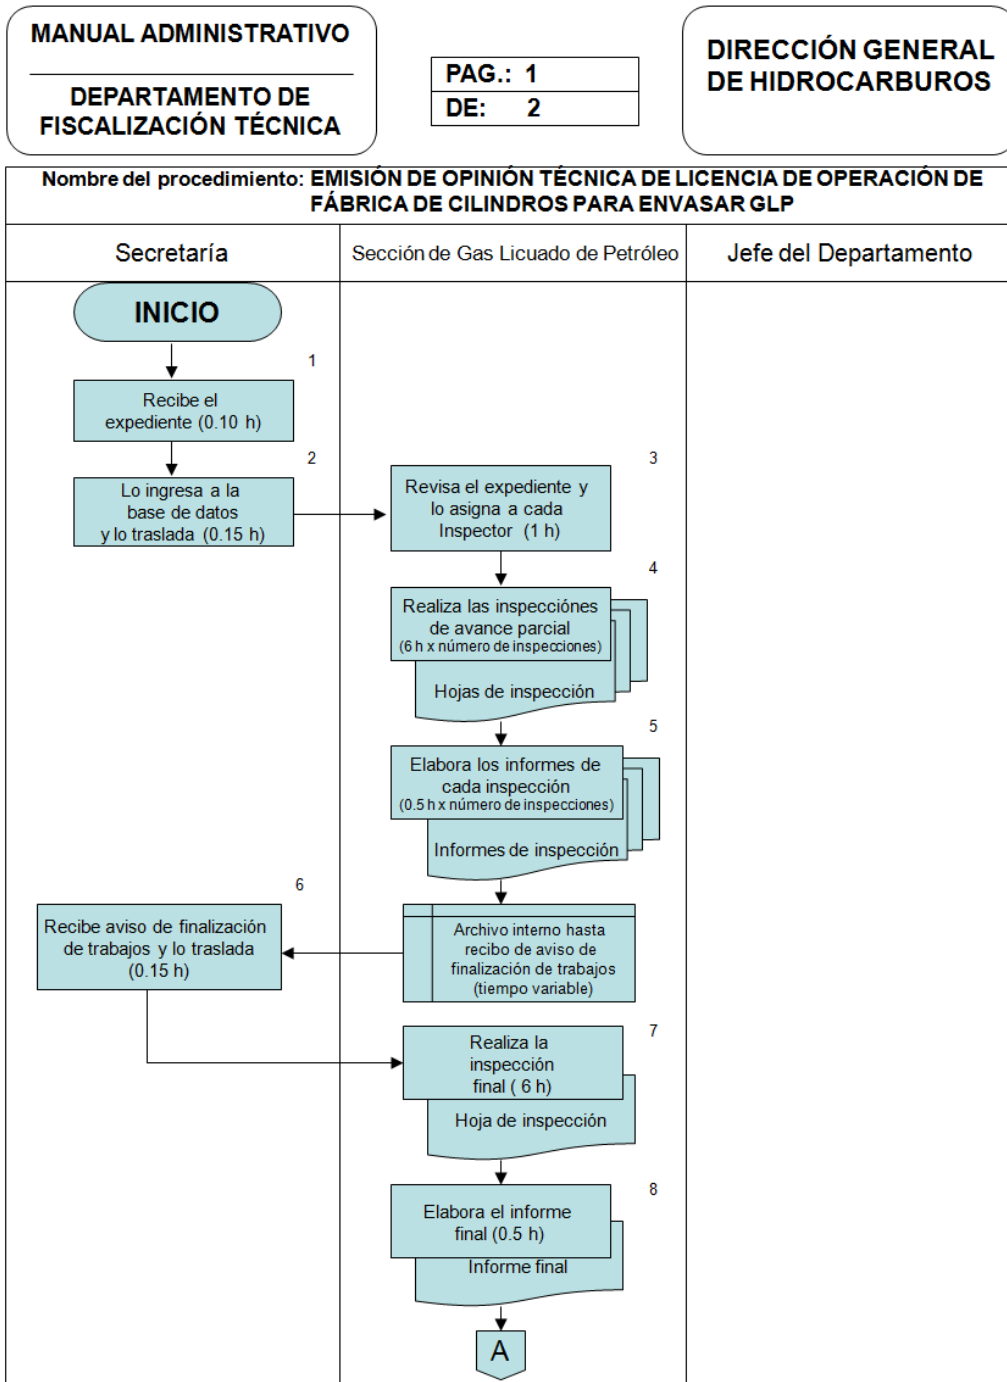 MANUAL ADMINISTRATIVO
DEPARTAMENTO DE
FISCALIZACIÓN TÉCNICA
PAG.: 1
DE: 2
DIRECCIÓN GENERAL
DE HIDROCARBUROS
Nombre del procedimiento: EMISIÓN DE OPINIÓN TÉCNICA DE LICENCIA DE OPERACIÓN DE
FÁBRICA DE CILINDROS PARA ENVASAR GLP
Secretaría
Sección de Gas Licuado de Petróleo
Jefe del Departamento
INICIO
1
Recibe el
expediente (0.10 h)
2
Lo ingresa a la
base de datos
y lo traslada (0.15 h)
3
Revisa el expediente y
lo asigna a cada
Inspector (1 h)
4
Realiza las inspecciónes
de avance parcial
(6 h x número de inspecciones)
Hojas de inspección
5
Elabora los informes de
cada inspección
(0.5 h x número de inspecciones)
Informes de inspección
6
Recibe aviso de finalización
de trabajos y lo traslada
(0.15 h)
Archivo interno hasta
recibo de aviso de
finalización de trabajos
(tiempo variable)
7
Realiza la
inspección
final ( 6 h)
Hoja de inspección
8
Elabora el informe
final (0.5 h)
Informe final
A